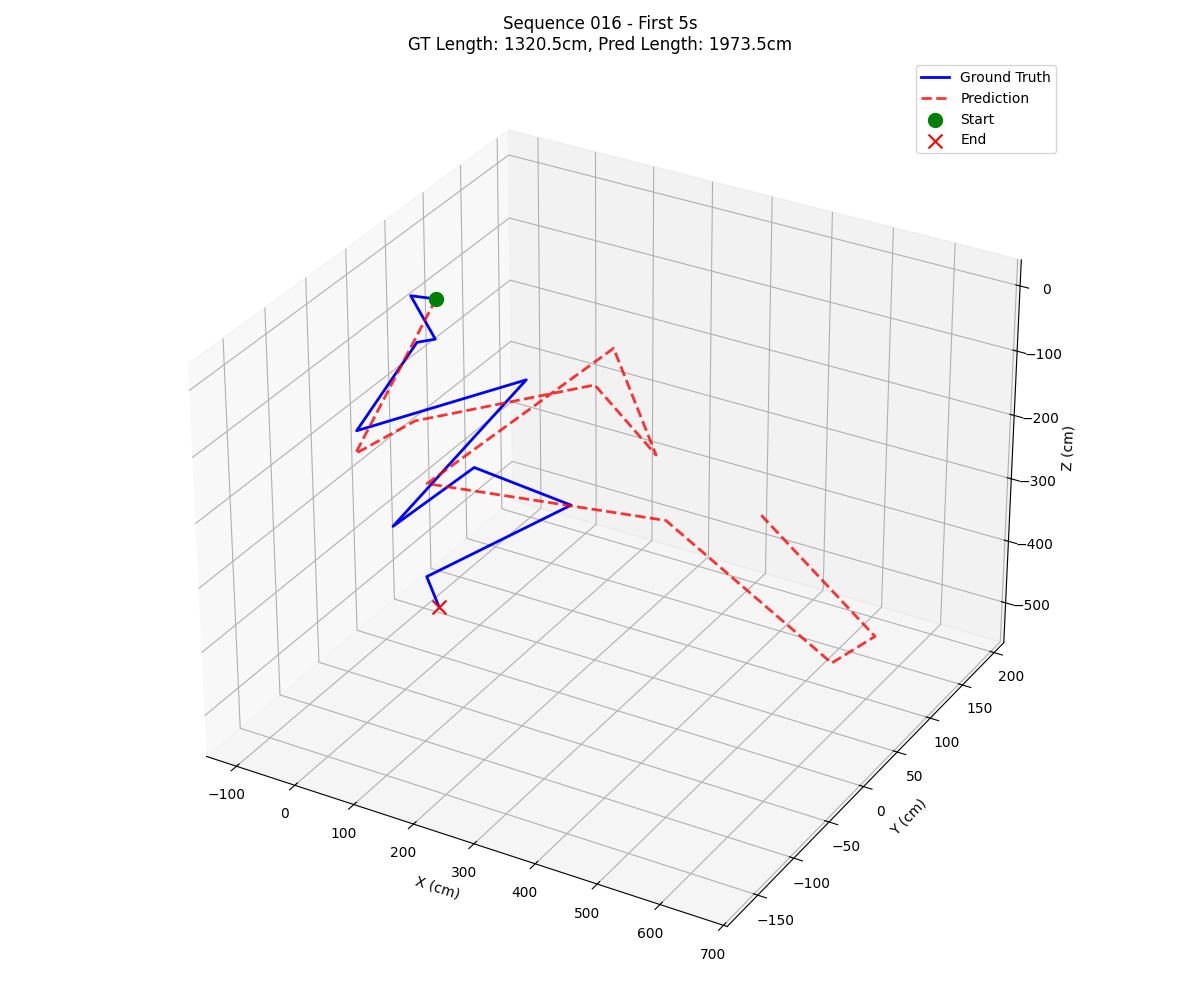 Sequence 016 - First 5s
GT Length: 1320.5cm, Pred Length: 1973.5cm
Ground Truth
Prediction
Start
End
0
−100
−200
−300
−400
−500
Z (cm)
200
150
100
50
0
−50
−100
−150
Y (cm)
−100
0
100
200
300
400
500
600
700
X (cm)